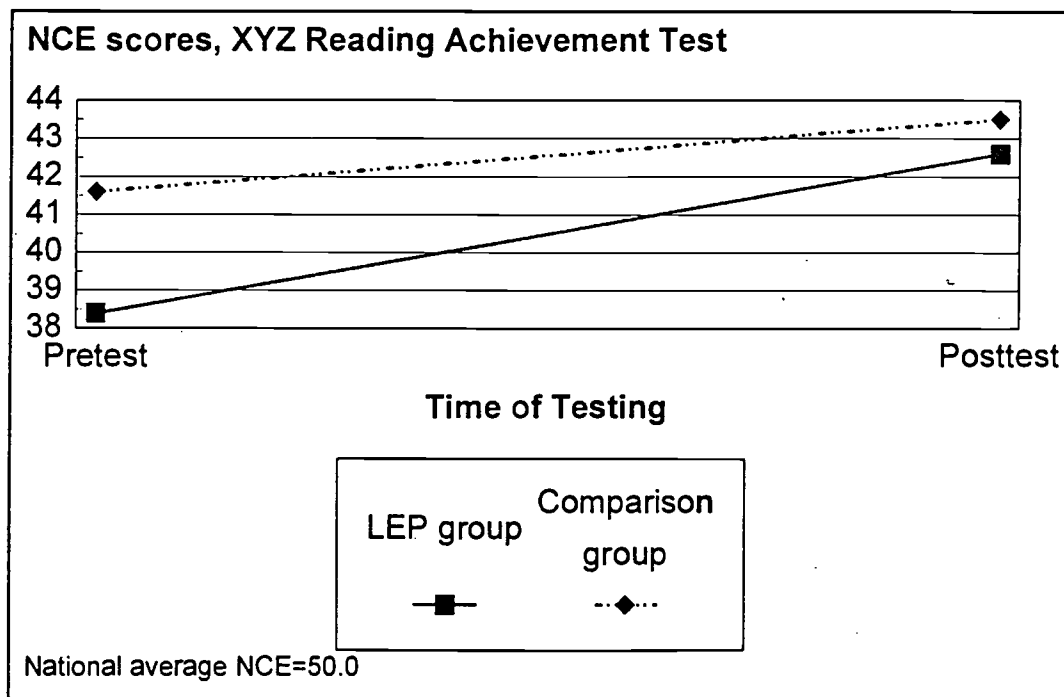 NCE scores, XYZ Reading Achievement Test
44
43
42
41
40
39
38
Pretest Posttest
Time of Testing
LEP group Comparison
group
National average NCE=50.0